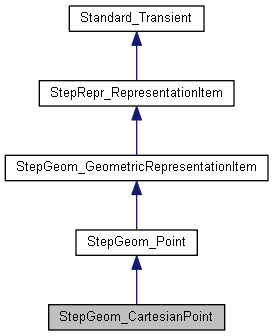 Standard_Transient
StepRepr_RepresentationItem
StepGeom_GeometricRepresentationItem
StepGeom_Point
StepGeom_CartesianPoint